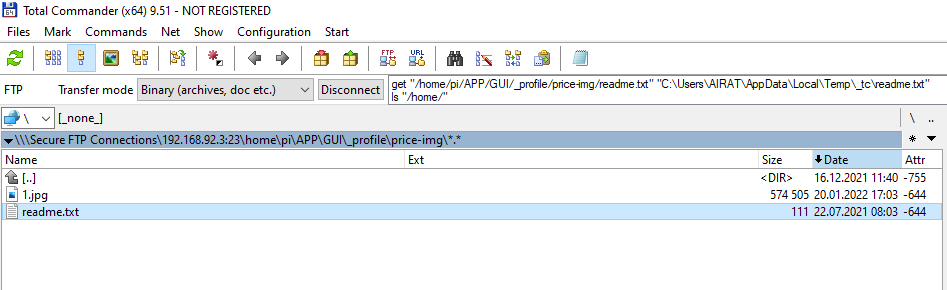 Total Commander (x64) 9.51 - NOT REGISTERED
Files Mark Commands Net Show Configuration Start
FTP URL
FTP Transfer mode Binary (archives, doc etc.) Disconnect
get "/home/pi/APP/GUI/_profile/price-img/readme.txt" "C:\Users\AIRAT\AppData\Local\Temp\_tc\readme.txt"
ls "/home/"
\ [_none_] \ ..
\\\Secure FTP Connections\192.168.92.3:23\home\pi\APP\GUI\_profile\price-img\*.* * 
Name Ext Size Date Attr
[..] <DIR> 16.12.2021 11:40 -755
1.jpg 574 505 20.01.2022 17:03 -644
readme.txt 111 22.07.2021 08:03 -644